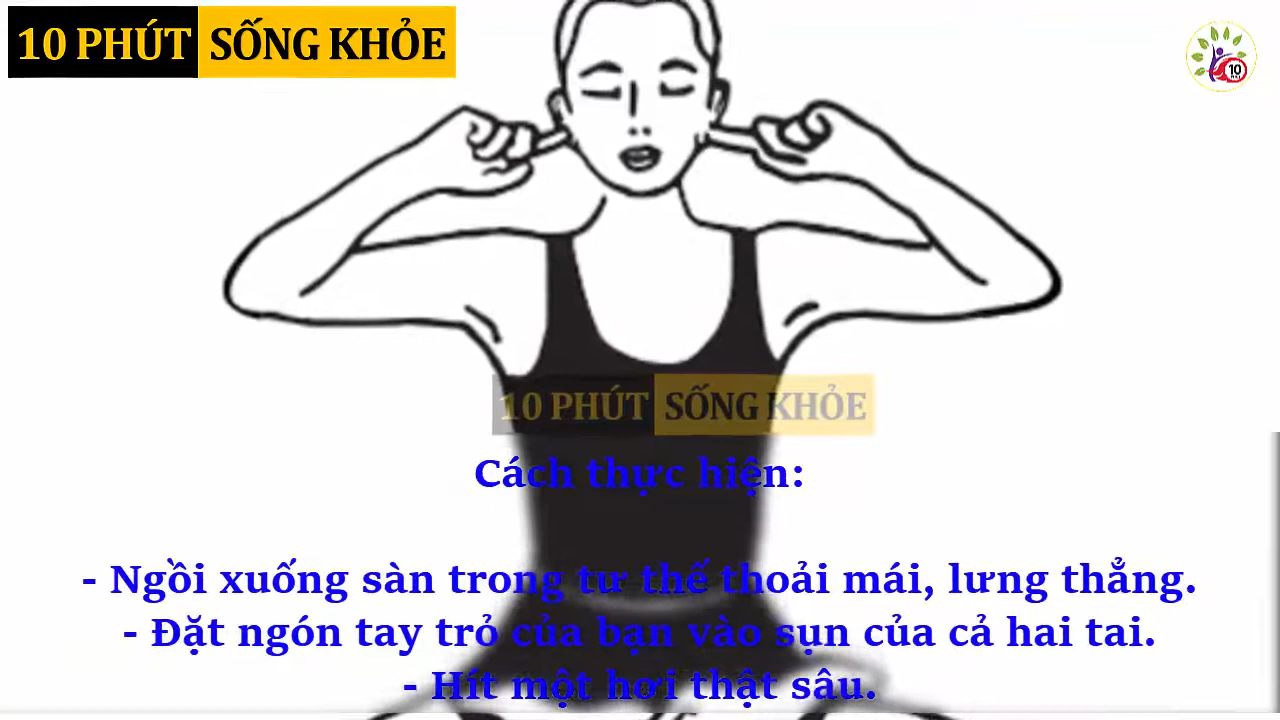 10 PHÚT SỐNG KHỎE
10
10 PHÚT SỐNG KHỎE
Cách thực hiện:
- Ngồi xuống sàn trong tư thế thoải mái, lưng thẳng.
- Đặt ngón tay trỏ của bạn vào sụn của cả hai tai.
- Hít một hơi thật sâu.